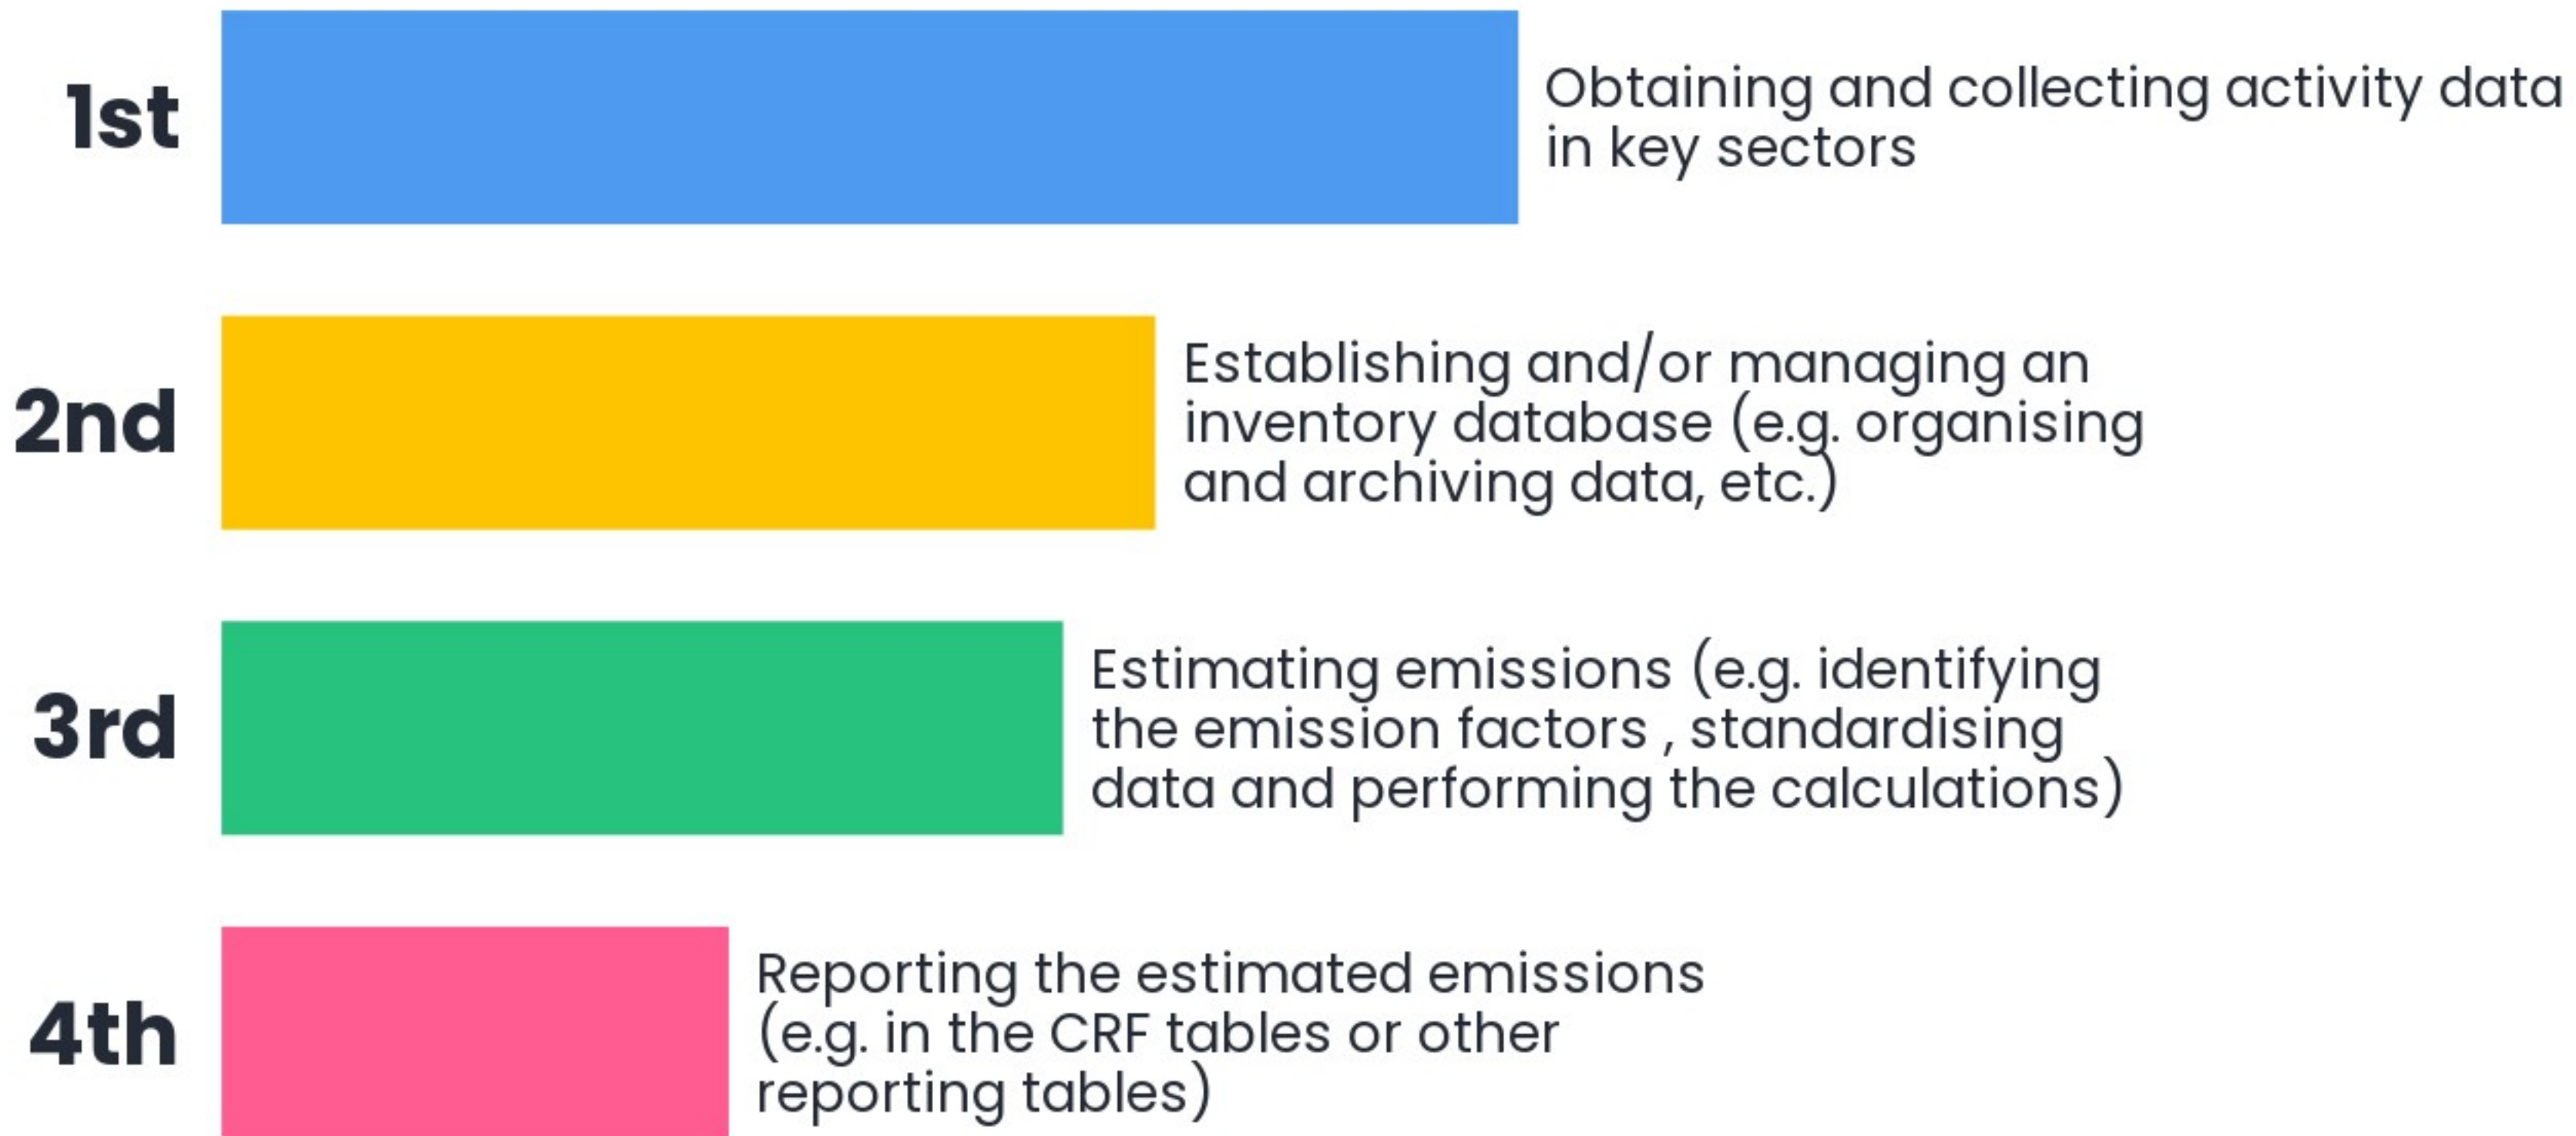 1st
Obtaining and collecting activity data
in key sectors
2nd
Establishing and/or managing an
inventory database (e.g. organising
and archiving data, etc.)
3rd
Estimating emissions (e.g. identifying
the emission factors , standardising
data and performing the calculations)
4th
Reporting the estimated emissions
(e.g. in the CRF tables or other
reporting tables)